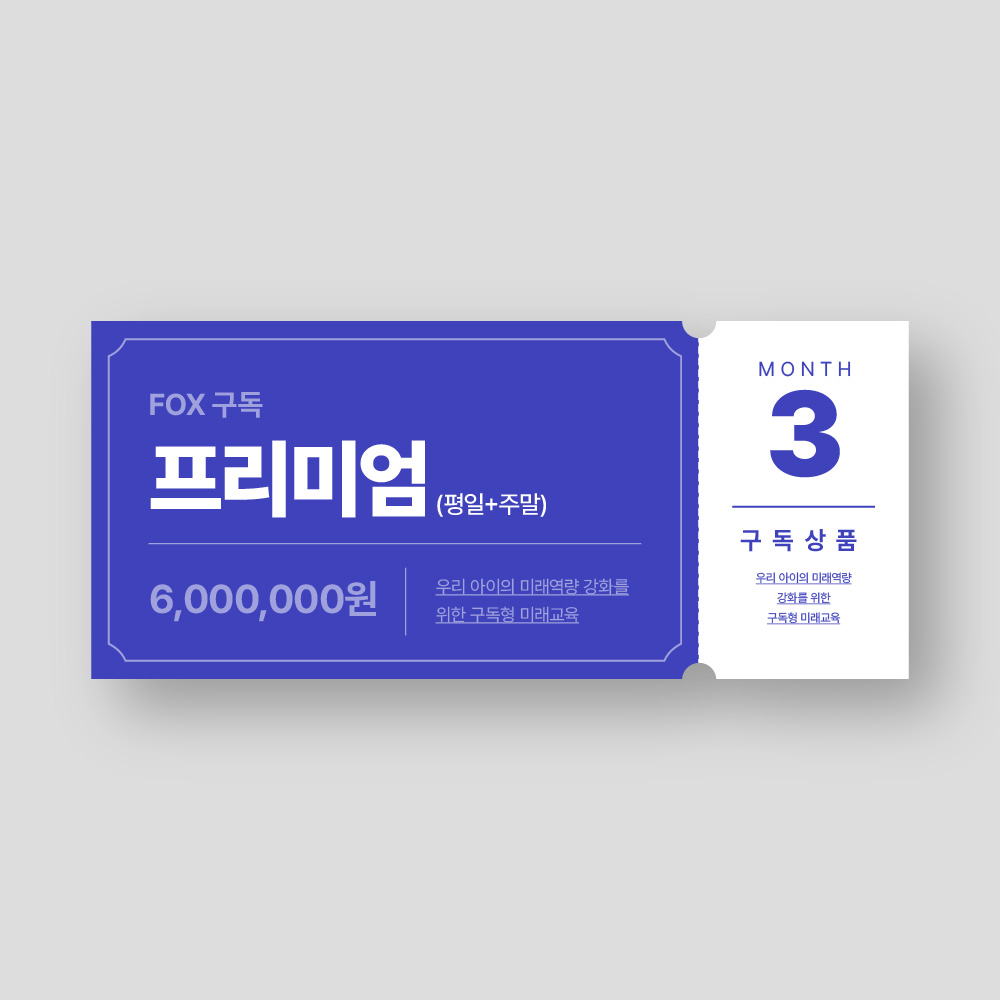 FOX 구독
프리미엄 (평일+주말)
6,000,000원
우리 아이의 미래역량 강화를
위한 구독형 미래교육
MONTH
3
구독상품
우리 아이의 미래역량
강화를 위한
구독형 미래교육